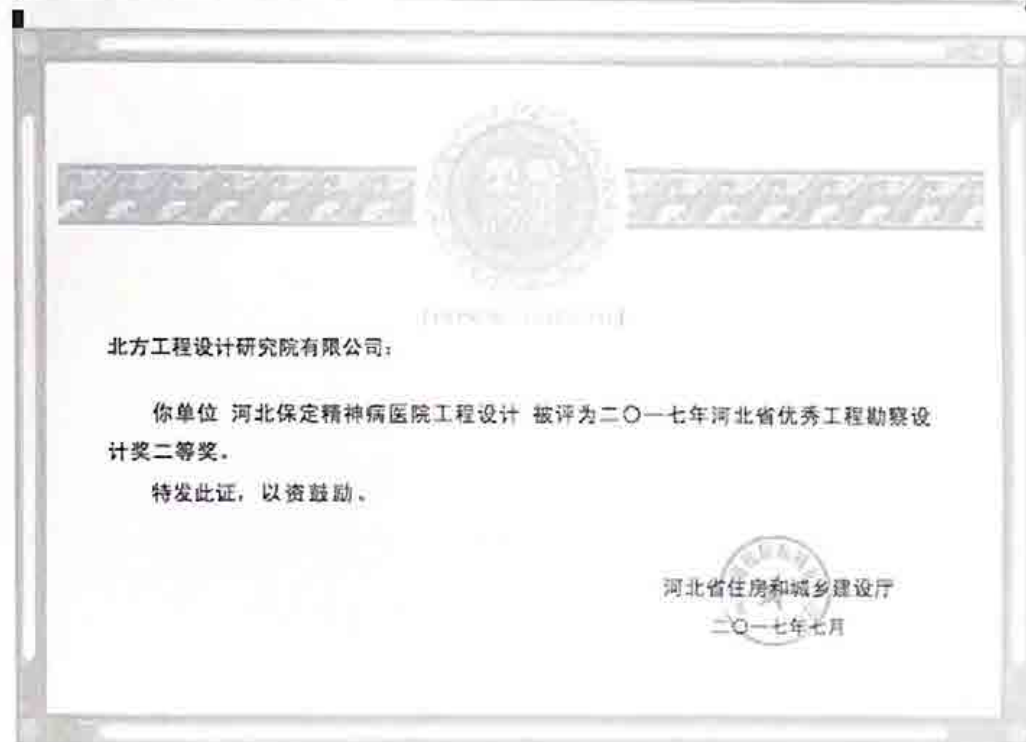 北方工程设计研究院有限公司：
你单位 河北保定精神病医院工程设计 被评为二〇一七年河北省优秀工程勘察设
计奖二等奖。
特发此证，以资鼓励。
河北省住房和城乡建设厅
二〇一七年七月